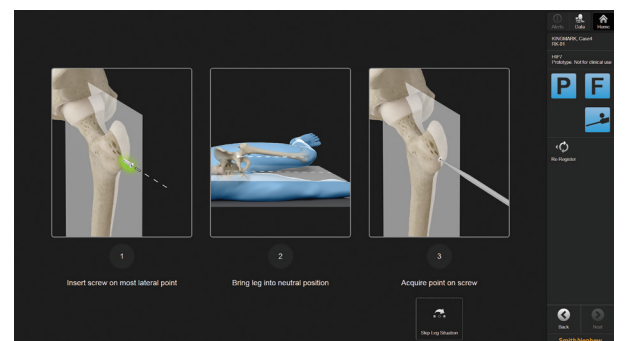 Alerts
Data
Home
KINGMARK, Case4
RK-01
HIP7
Prototype. Not for clinical use
P
F
Re-Register
1
2
3
Insert screw on most lateral point
Bring leg into neutral position
Acquire point on screw
Skip Leg Situation
Back
Next
Smith Nephew